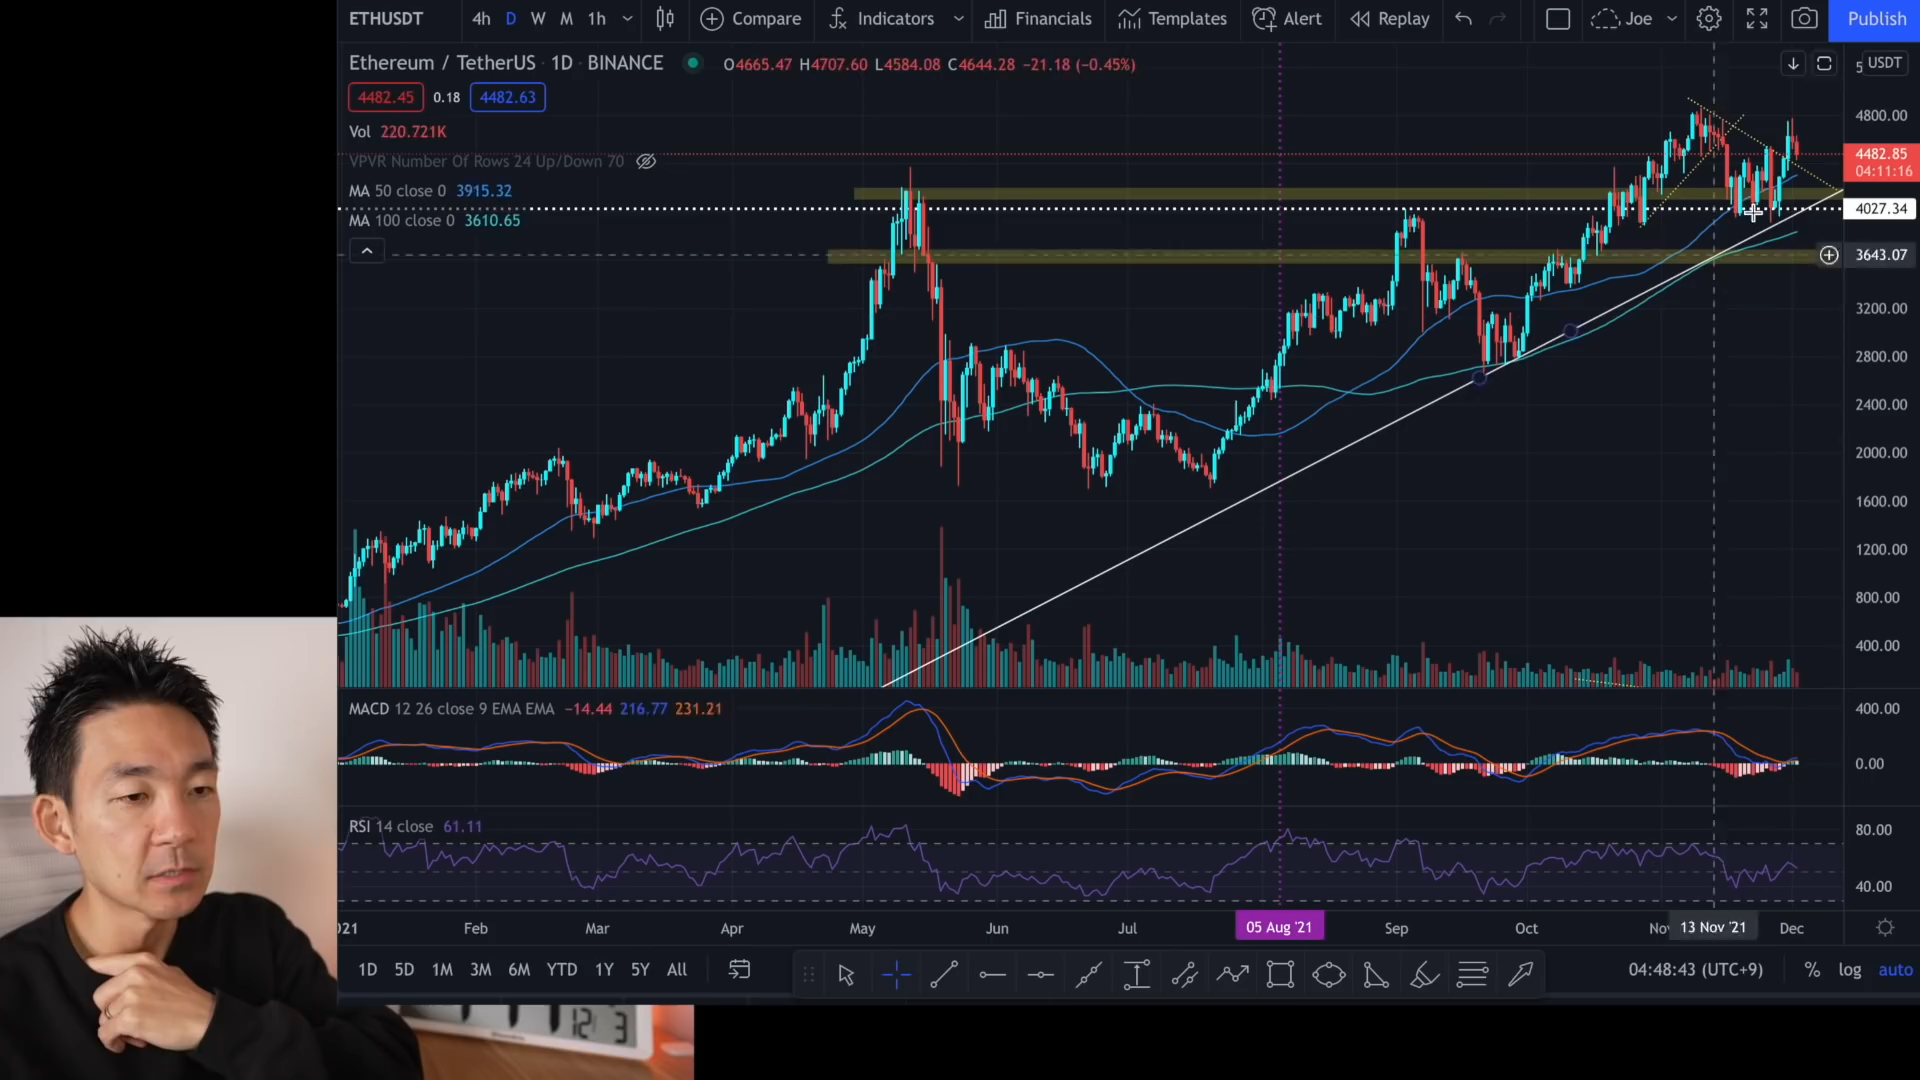 ETHUSDT 4h D W M 1h Compare Indicators Financials Templates Alert Replay Joe Publish
Ethereum / TetherUS · 1D · BINANCE O4665.47 H4707.60 L4584.08 C4644.28 −21.18 (−0.45%)
USDT
4482.45 0.18 4482.63
Vol 220.721K
VPVR Number Of Rows 24 Up/Down 70
MA 50 close 0 3915.32
MA 100 close 0 3610.65
4800.00
4482.85
04:11:16
4027.34
3643.07
3200.00
2800.00
2400.00
2000.00
1600.00
1200.00
800.00
400.00
MACD 12 26 close 9 EMA EMA −14.44 216.77 231.21
400.00
0.00
RSI 14 close 61.11
80.00
40.00
Feb Mar Apr May Jun Jul 05 Aug '21 Sep Oct 13 Nov '21 Dec
1D 5D 1M 3M 6M YTD 1Y 5Y All 04:48:43 (UTC+9) % log auto
12 3